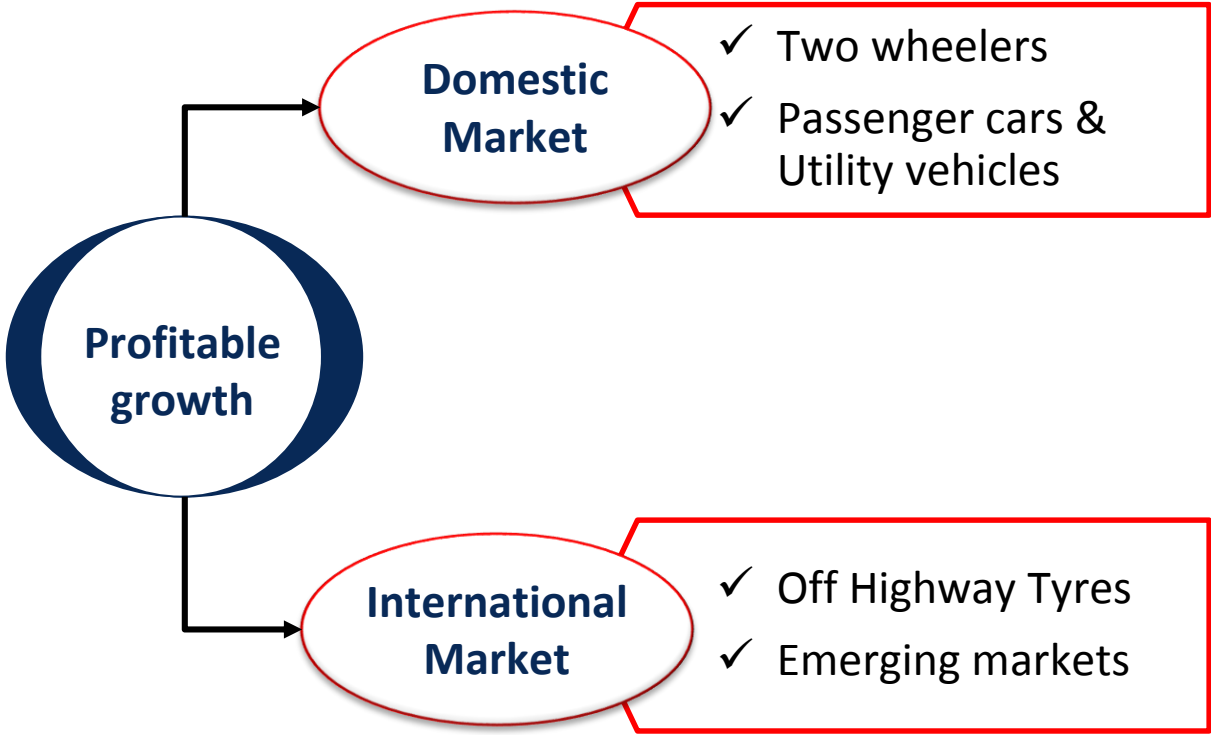 Domestic
Market
✓ Two wheelers
✓ Passenger cars &
Utility vehicles
Profitable
growth
International
Market
✓ Off Highway Tyres
✓ Emerging markets